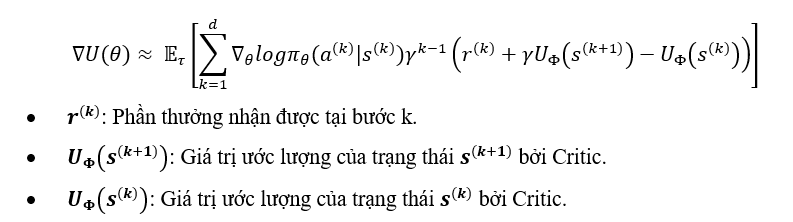 ∇U(θ) ≈ 𝔼_τ [∑_{k=1}^{d} ∇_θ logπ_θ(a^{(k)}|s^{(k)}) γ^{k−1} (r^{(k)} + γU_Φ(s^{(k+1)}) − U_Φ(s^{(k)}))]
• r^{(k)}: Phần thưởng nhận được tại bước k.
• U_Φ(s^{(k+1)}): Giá trị ước lượng của trạng thái s^{(k+1)} bởi Critic.
• U_Φ(s^{(k)}): Giá trị ước lượng của trạng thái s^{(k)} bởi Critic.